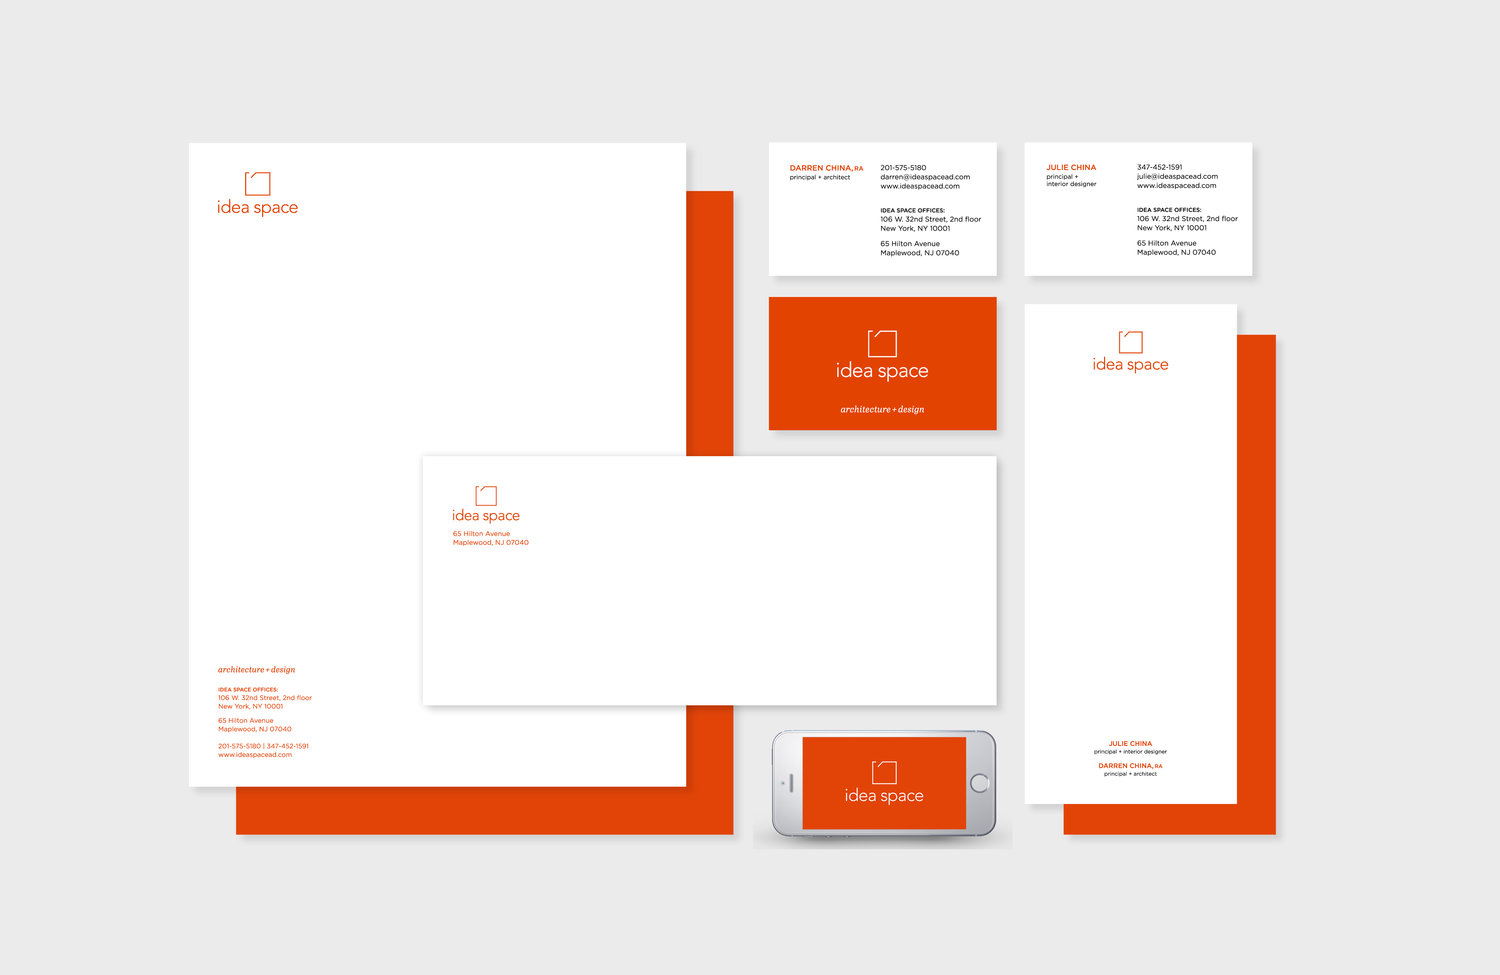 idea space
architecture + design
IDEA SPACE OFFICES:
106 W. 32nd Street, 2nd floor
New York, NY 10001
65 Hilton Avenue
Maplewood, NJ 07040
201-575-5180 | 347-452-1591
www.ideaspacead.com
idea space
65 Hilton Avenue
Maplewood, NJ 07040
DARREN CHINA, RA
principal + architect
201-575-5180
darren@ideaspacead.com
www.ideaspacead.com
IDEA SPACE OFFICES:
106 W. 32nd Street, 2nd floor
New York, NY 10001
65 Hilton Avenue
Maplewood, NJ 07040
JULIE CHINA
principal +
interior designer
347-452-1591
julie@ideaspacead.com
www.ideaspacead.com
IDEA SPACE OFFICES:
106 W. 32nd Street, 2nd floor
New York, NY 10001
65 Hilton Avenue
Maplewood, NJ 07040
idea space
architecture + design
idea space
JULIE CHINA
principal + interior designer
DARREN CHINA, RA
principal + architect
idea space